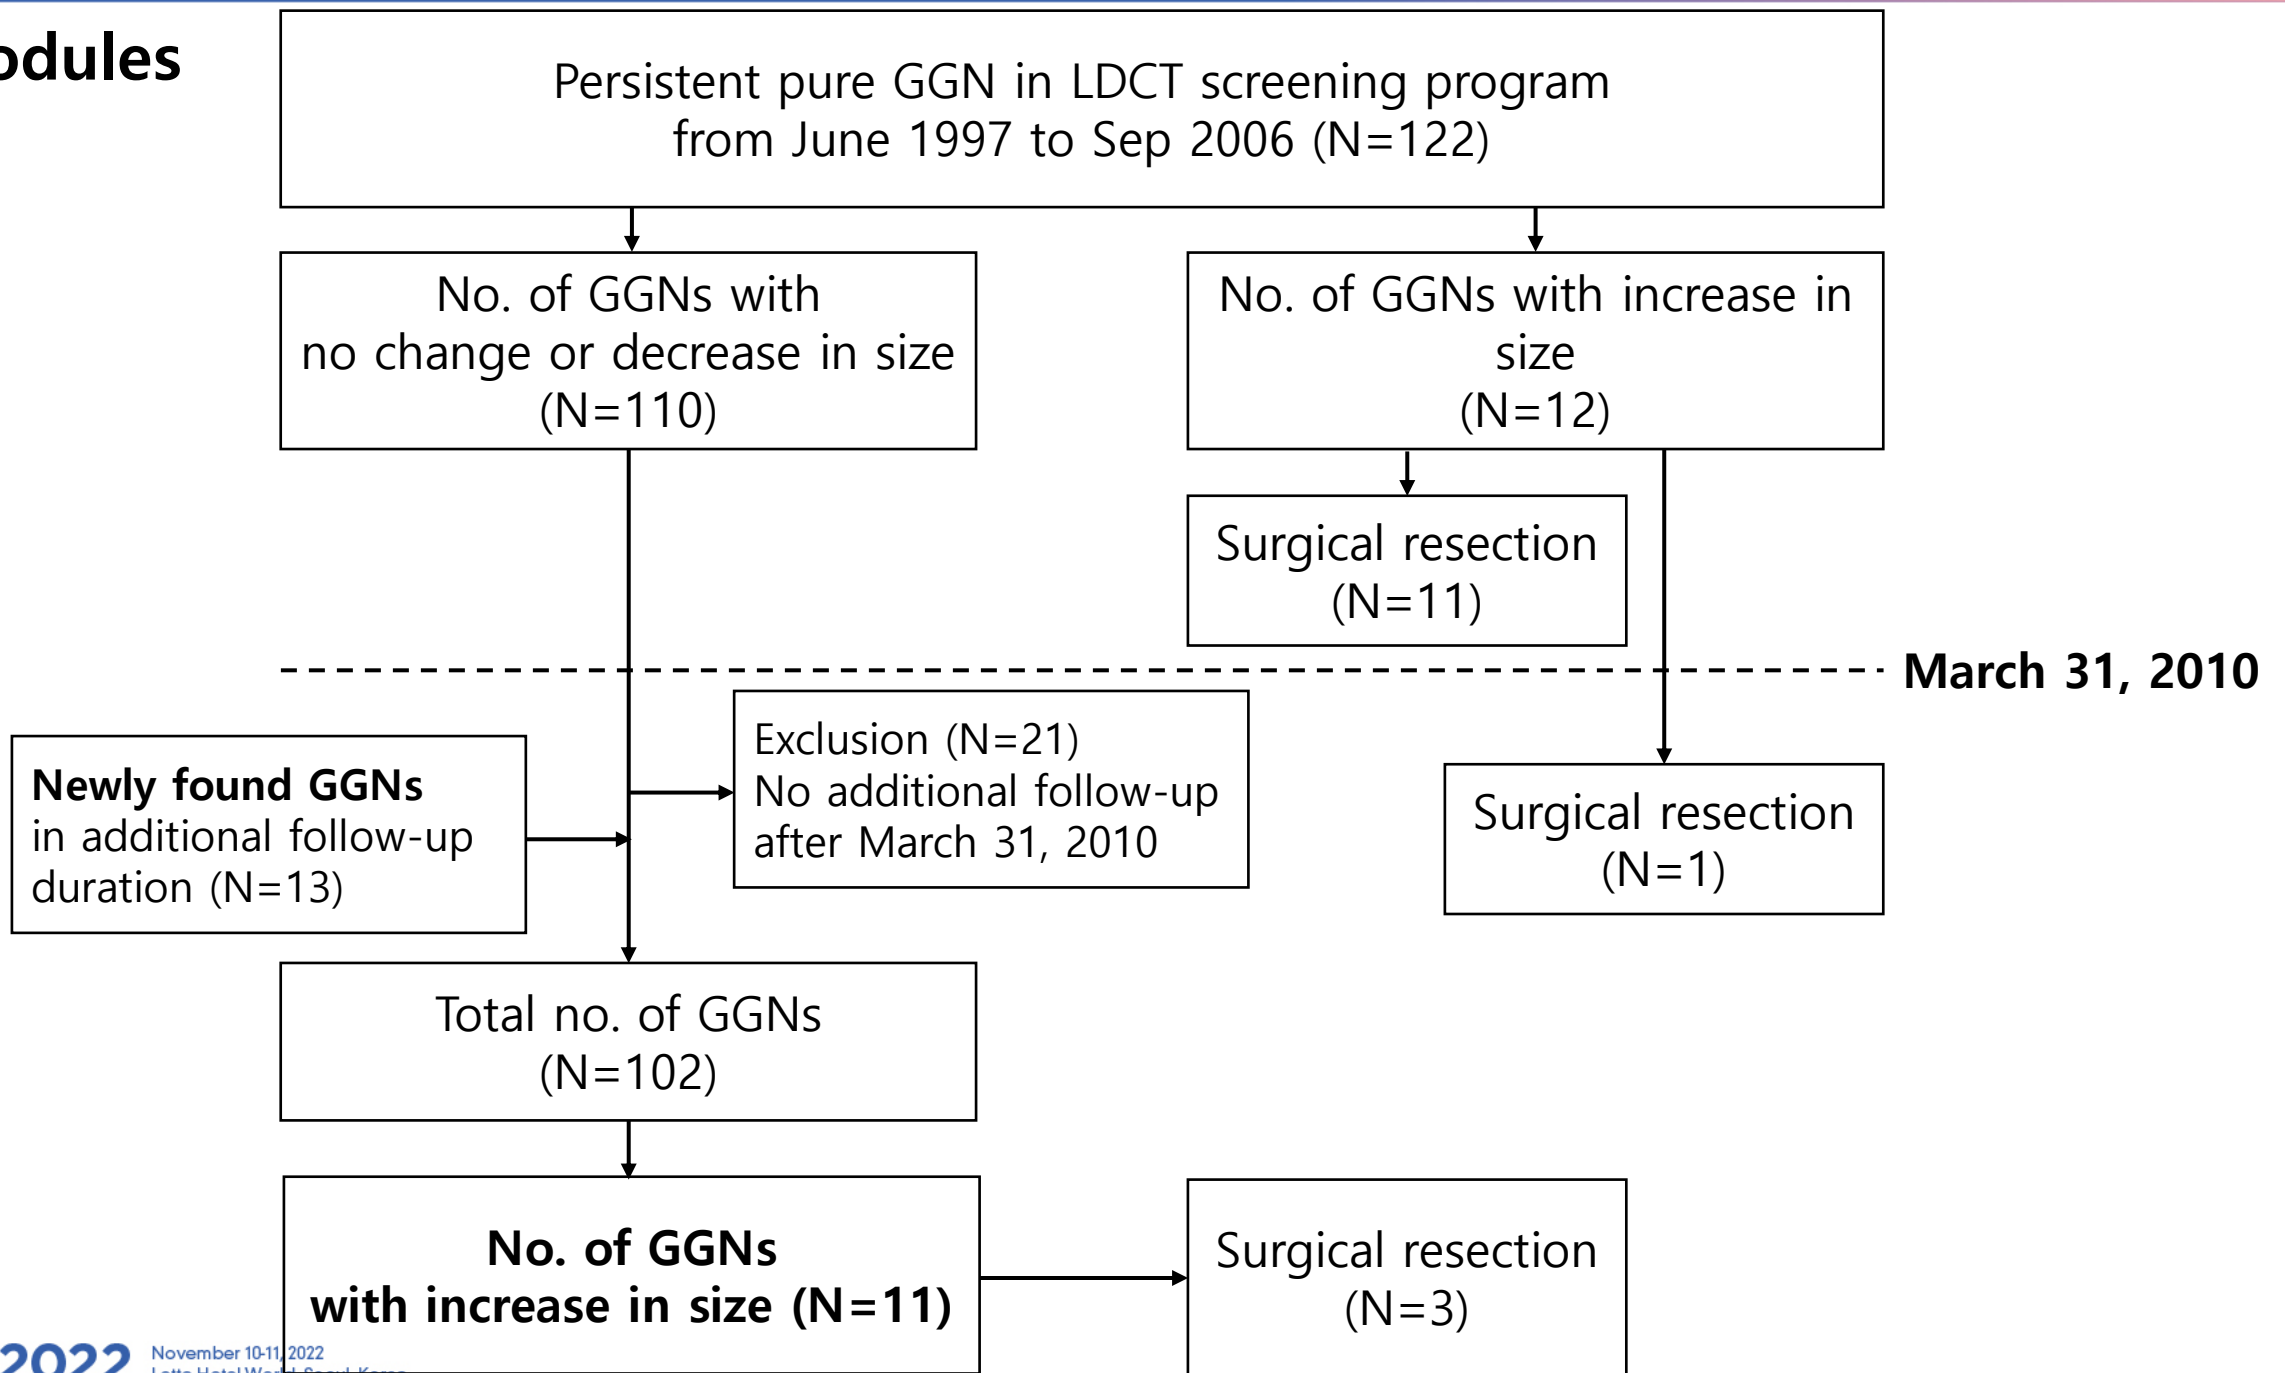 Persistent pure GGN in LDCT screening program
from June 1997 to Sep 2006 (N=122)
No. of GGNs with
no change or decrease in size
(N=110)
No. of GGNs with increase in
size
(N=12)
Surgical resection
(N=11)
March 31, 2010
Exclusion (N=21)
No additional follow-up
after March 31, 2010
Newly found GGNs
in additional follow-up
duration (N=13)
Surgical resection
(N=1)
Total no. of GGNs
(N=102)
No. of GGNs
with increase in size (N=11)
Surgical resection
(N=3)
2022
November 10-11, 2022